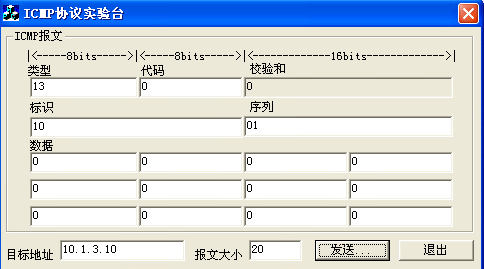 ICMP协议实验台
ICMP报文
|<-----8bits----->|<-----8bits----->|<------------16bits------------->|
类型 代码 校验和
13 0 0
标识 序列
10 01
数据
0 0 0 0
0 0 0 0
0 0 0 0
目标地址 10.1.3.10 报文大小 20 发送 退出